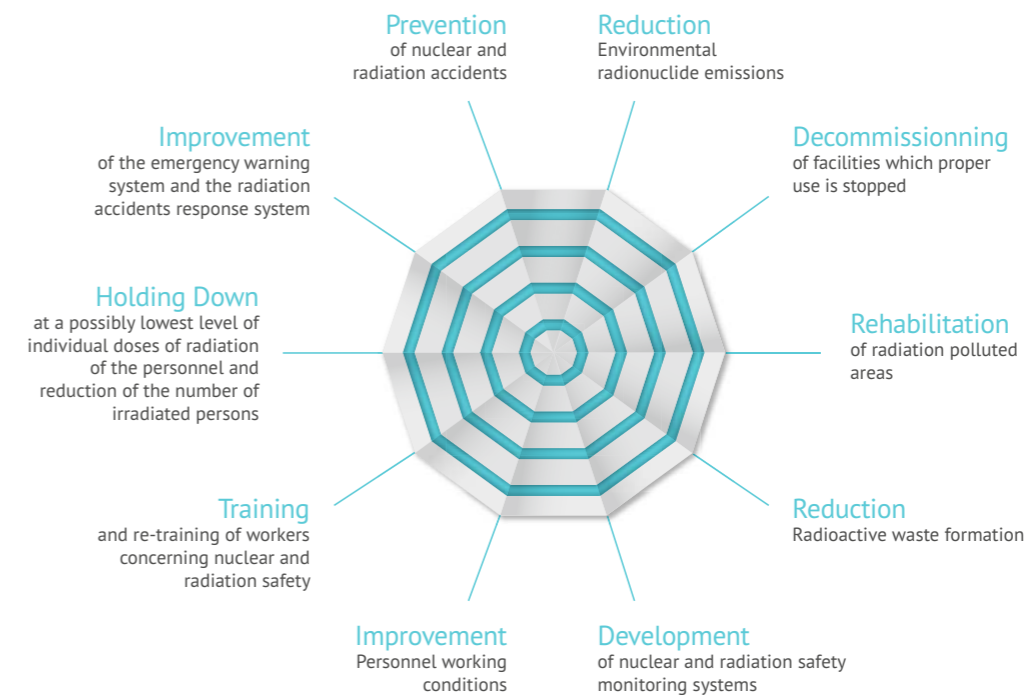 Prevention
of nuclear and
radiation accidents
Reduction
Environmental
radionuclide emissions
Improvement
of the emergency warning
system and the radiation
accidents response system
Decommissionning
of facilities which proper
use is stopped
Holding Down
at a possibly lowest level of
individual doses of radiation
of the personnel and
reduction of the number of
irradiated persons
Rehabilitation
of radiation polluted
areas
Training
and re-training of workers
concerning nuclear and
radiation safety
Reduction
Radioactive waste formation
Improvement
Personnel working
conditions
Development
of nuclear and radiation safety
monitoring systems